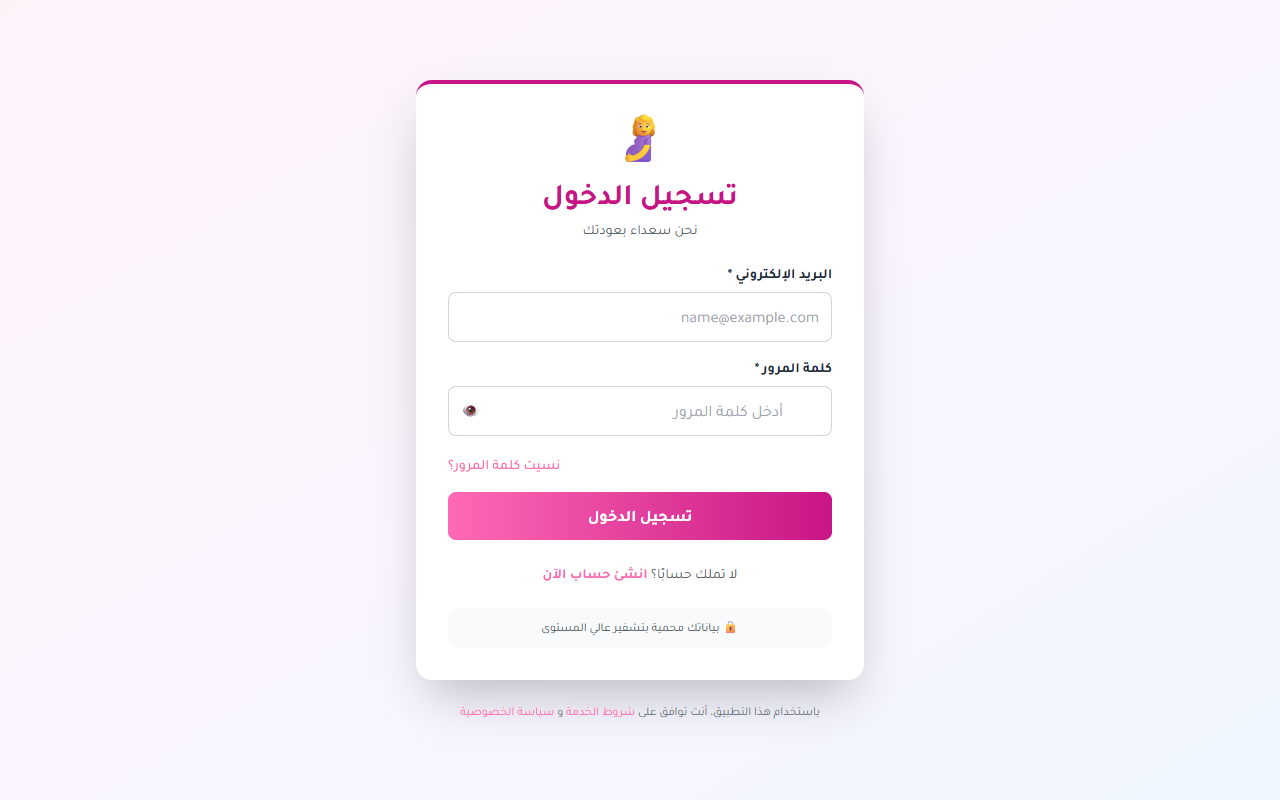 تسجيل الدخول
نحن سعداء بعودتك
البريد الإلكتروني *
name@example.com
كلمة المرور *
أدخل كلمة المرور
نسيت كلمة المرور؟
تسجيل الدخول
لا تملك حسابًا؟ انشئ حساب الآن
🔒 بياناتك محمية بتشفير عالي المستوى
باستخدام هذا التطبيق، أنت توافق على شروط الخدمة و سياسة الخصوصية